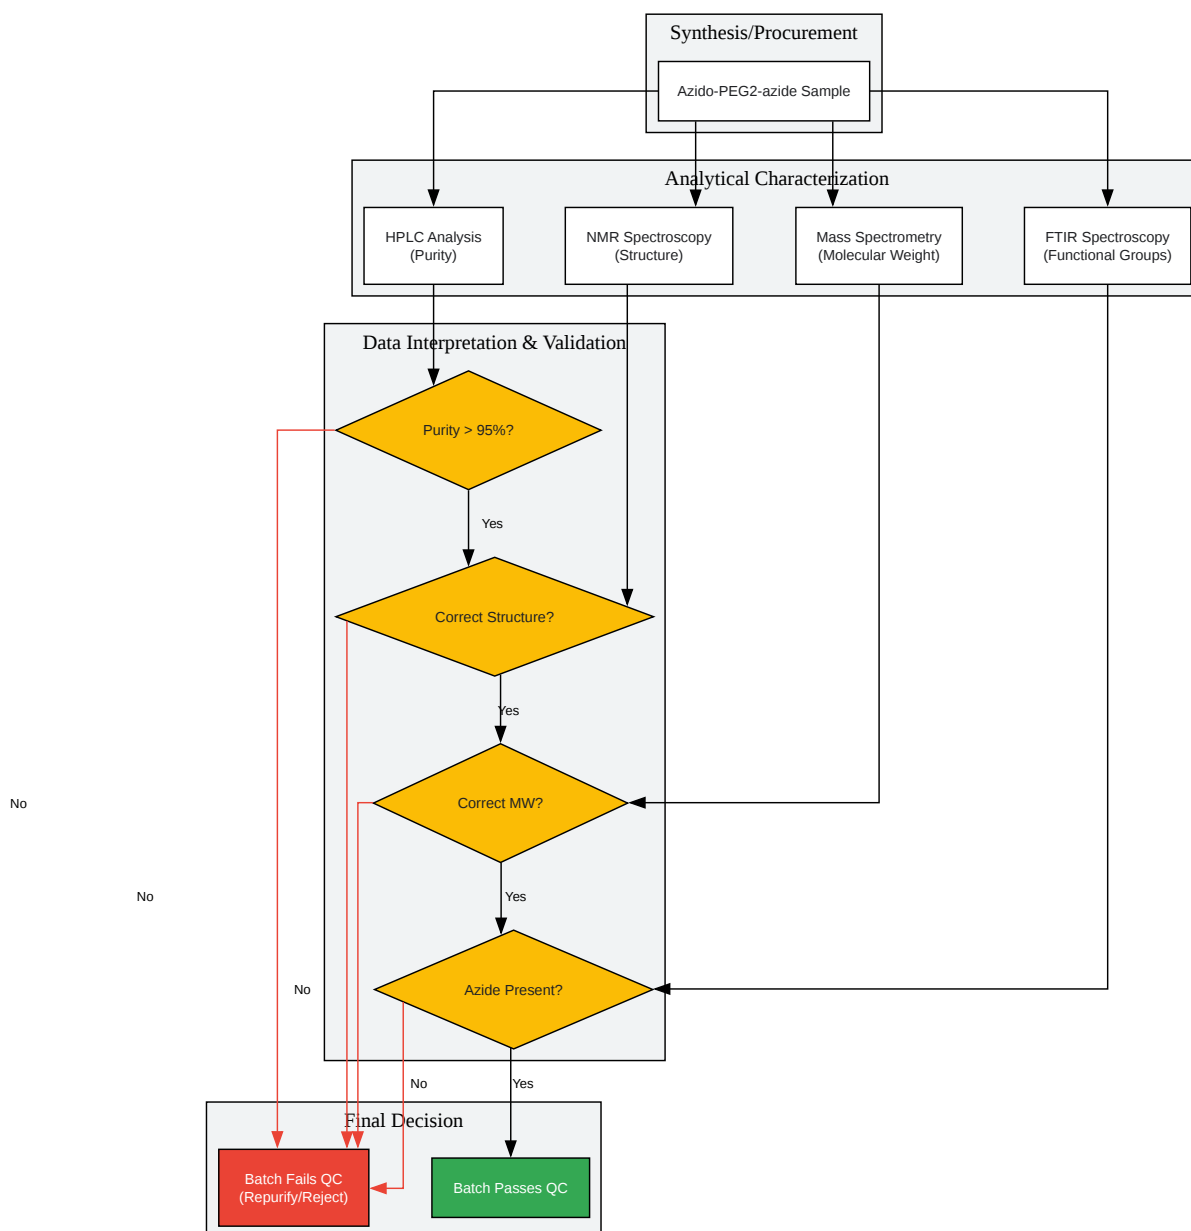 Synthesis/Procurement
Azido-PEG2-azide Sample
Analytical Characterization
HPLC Analysis
(Purity)
NMR Spectroscopy
(Structure)
Mass Spectrometry
(Molecular Weight)
FTIR Spectroscopy
(Functional Groups)
Data Interpretation & Validation
Purity > 95%?
Yes
Correct Structure?
Yes
No
Correct MW?
No
Yes
No
Azide Present?
No
Yes
Final Decision
Batch Fails QC
(Repurify/Reject)
Batch Passes QC